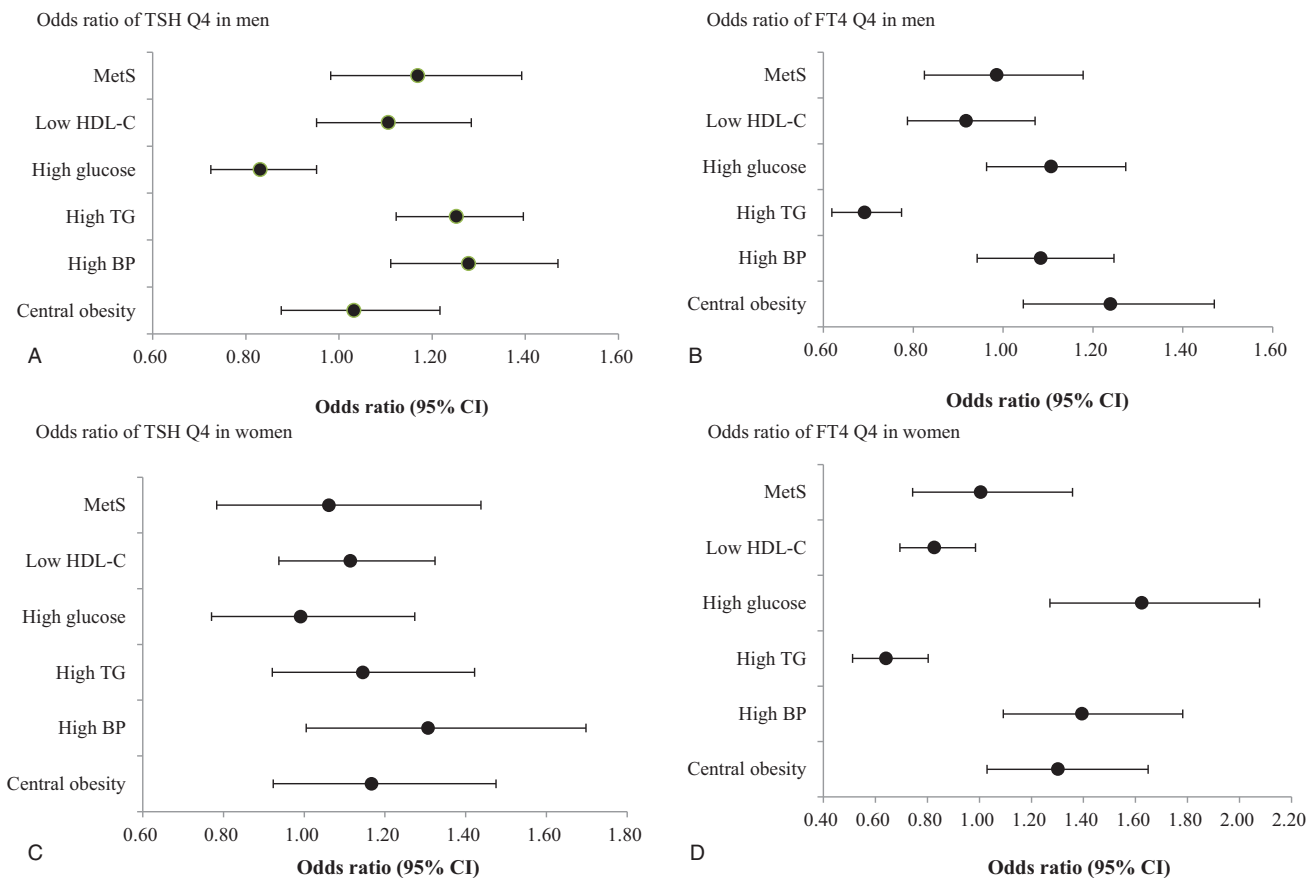 Odds ratio of TSH Q4 in men
MetS
Low HDL-C
High glucose
High TG
High BP
Central obesity
0.60 0.80 1.00 1.20 1.40 1.60
A
Odds ratio (95% CI)
Odds ratio of FT4 Q4 in men
MetS
Low HDL-C
High glucose
High TG
High BP
Central obesity
0.60 0.80 1.00 1.20 1.40 1.60
B
Odds ratio (95% CI)
Odds ratio of TSH Q4 in women
MetS
Low HDL-C
High glucose
High TG
High BP
Central obesity
0.60 0.80 1.00 1.20 1.40 1.60 1.80
C
Odds ratio (95% CI)
Odds ratio of FT4 Q4 in women
MetS
Low HDL-C
High glucose
High TG
High BP
Central obesity
0.40 0.60 0.80 1.00 1.20 1.40 1.60 1.80 2.00 2.20
D
Odds ratio (95% CI)